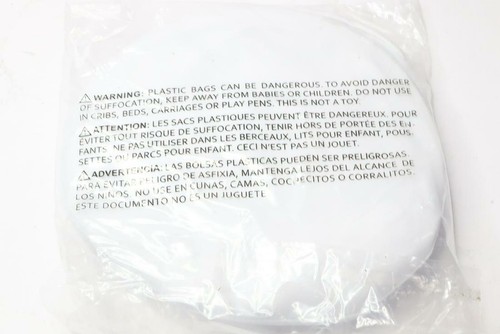 ⚠ WARNING: PLASTIC BAGS CAN BE DANGEROUS. TO AVOID DANGER
OF SUFFOCATION, KEEP AWAY FROM BABIES OR CHILDREN. DO NOT USE
IN CRIBS, BEDS, CARRIAGES OR PLAY PENS. THIS IS NOT A TOY.
⚠ ATTENTION: LES SACS PLASTIQUES PEUVENT ÊTRE DANGEREUX. POUR
ÉVITER TOUT RISQUE DE SUFFOCATION, TENIR HORS DE PORTÉE DES EN-
FANTS. NE PAS UTILISER DANS LES BERCEAUX, LITS POUR ENFANT, POUS-
SETTES OU PARCS POUR ENFANT. CECI N'EST PAS UN JOUET.
⚠ ADVERTENCIA: LAS BOLSAS PLASTICAS PUEDEN SER PELIGROSAS.
PARA EVITAR PELIGRO DE ASFIXIA, MANTENGA LEJOS DEL ALCANCE DE
LOS NIÑOS. NO USE EN CUNAS, CAMAS, COCHECITOS O CORRALITOS.
ESTE DOCUMENTO NO ES UN JUGUETE